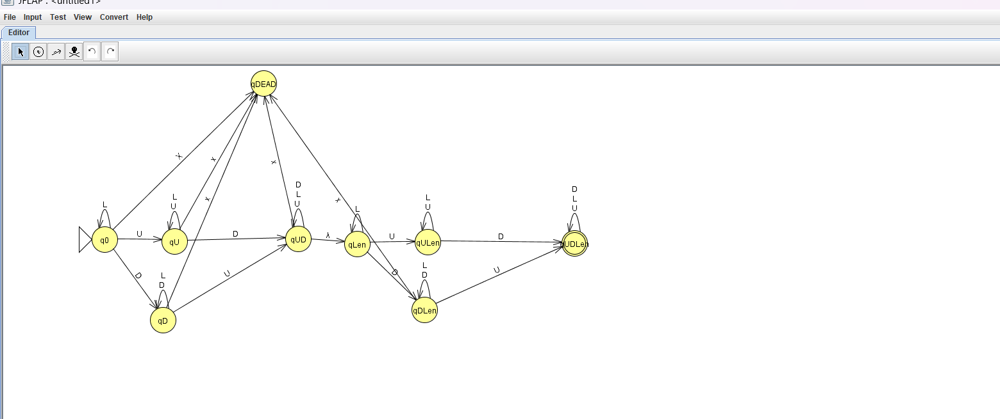 JFLAP : <untitled1>
File Input Test View Convert Help
Editor
qDEAD
X
x
x
x
x
L
L
U
D
L
U
L
L
U
D
L
U
q0
U
qU
D
qUD
λ
qLen
U
qULen
D
UDLen
D
L
D
U
D
L
D
U
qD
qDLen